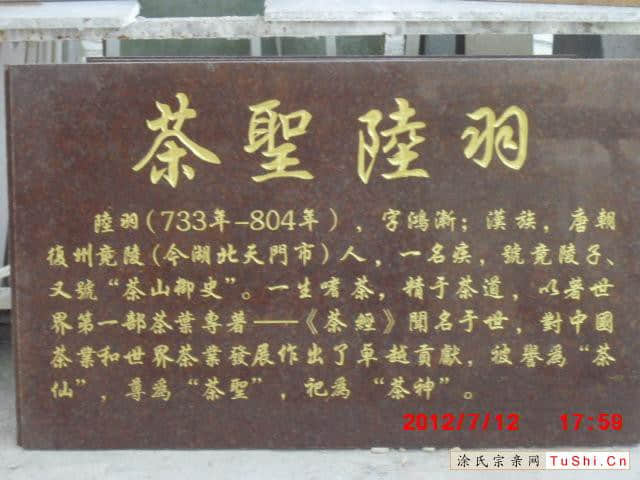 茶聖陸羽
陸羽(733年-804年),字鴻漸;漢族,唐朝
復州竟陵(今湖北天門市)人,一名疾,號竟陵子、
又號“茶山御史”。一生嗜茶,精于茶道,以著世
界第一部茶葉專著——《茶經》聞名于世,對中國
茶業和世界茶業發展作出了卓越貢獻,被譽為“茶
仙”,尊為“茶聖”,祀為“茶神”。
2012/7/12 17:59
涂氏宗亲网 TuShi.Cn